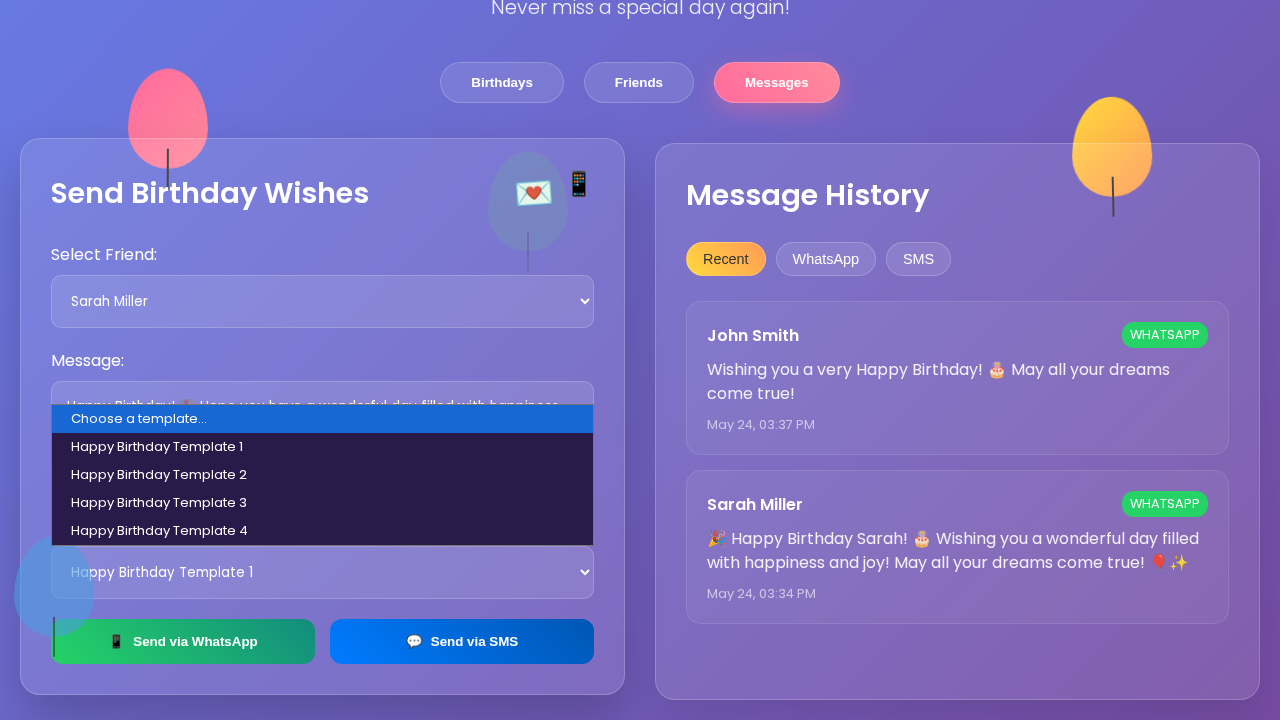 Never miss a special day again!
Birthdays
Friends
Messages
Send Birthday Wishes
Select Friend:
Sarah Miller
Message:
Choose a template...
Happy Birthday Template 1
Happy Birthday Template 2
Happy Birthday Template 3
Happy Birthday Template 4
Happy Birthday Template 1
📱 Send via WhatsApp
💬 Send via SMS
Message History
Recent
WhatsApp
SMS
John Smith
WHATSAPP
Wishing you a very Happy Birthday! 🎂 May all your dreams
come true!
May 24, 03:37 PM
Sarah Miller
WHATSAPP
🎉 Happy Birthday Sarah! 🎂 Wishing you a wonderful day filled
with happiness and joy! May all your dreams come true! 🎈✨
May 24, 03:34 PM